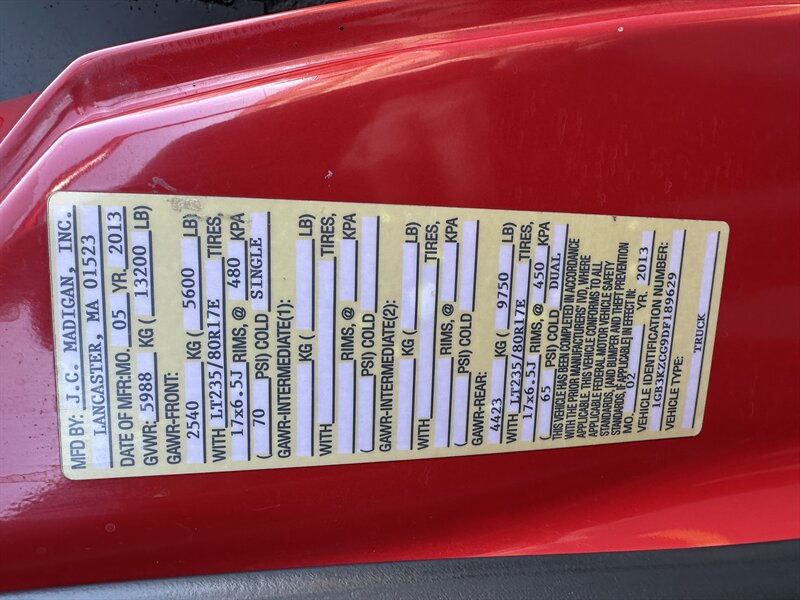 MFD BY: J.C. MADIGAN, INC.
LANCASTER, MA 01523
DATE OF MFR: MO. 05 YR. 2013
GVWR: 5988 KG ( 13200 LB)
GAWR-FRONT:
2540 KG ( 5600 LB)
WITH LT235/80R17E TIRES,
17x6.5J RIMS, @ 480 KPA
( 70 PSI) COLD SINGLE
GAWR-INTERMEDIATE(1):
KG ( LB)
WITH TIRES,
RIMS, @ KPA
( PSI) COLD
GAWR-INTERMEDIATE(2):
KG ( LB)
WITH TIRES,
RIMS, @ KPA
( PSI) COLD
GAWR-REAR:
4423 KG ( 9750 LB)
WITH LT235/80R17E TIRES,
17x6.5J RIMS, @ 450 KPA
( 65 PSI) COLD DUAL
THIS VEHICLE HAS BEEN COMPLETED IN ACCORDANCE
WITH THE PRIOR MANUFACTURERS' IVD, WHERE
APPLICABLE. THIS VEHICLE CONFORMS TO ALL
APPLICABLE FEDERAL MOTOR VEHICLE SAFETY
STANDARDS, [AND BUMPER AND THEFT PREVENTION
STANDARDS, IF APPLICABLE] IN EFFECT IN:
MO. 02 YR. 2013
VEHICLE IDENTIFICATION NUMBER:
1GB3KZCG9DF189629
VEHICLE TYPE: TRUCK